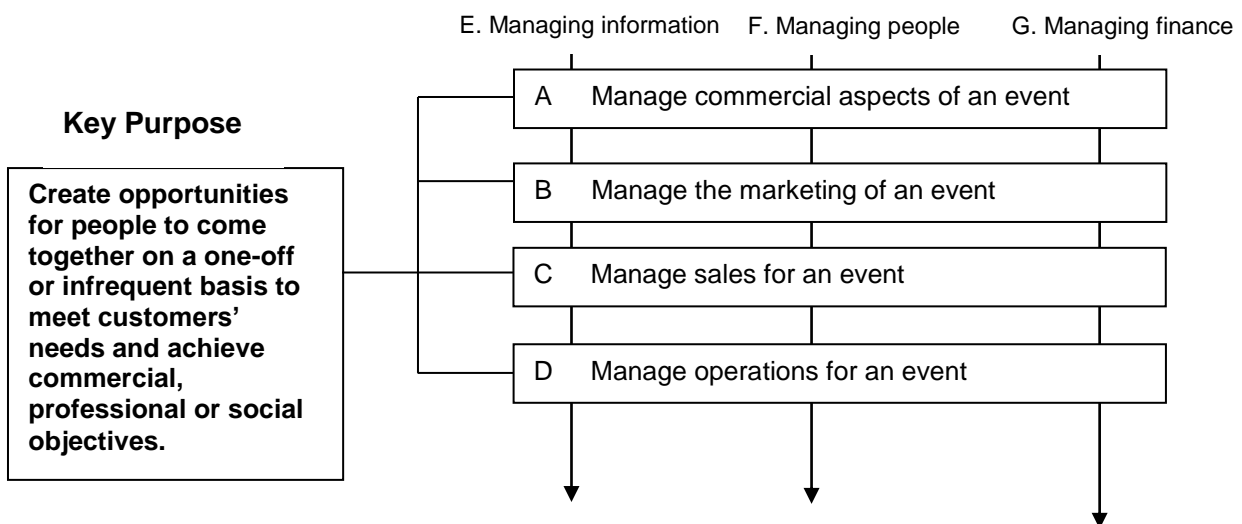 E. Managing information F. Managing people G. Managing finance
A Manage commercial aspects of an event
Key Purpose
B Manage the marketing of an event
Create opportunities
for people to come
together on a one-off
or infrequent basis to
meet customers’
needs and achieve
commercial,
professional or social
objectives.
C Manage sales for an event
D Manage operations for an event